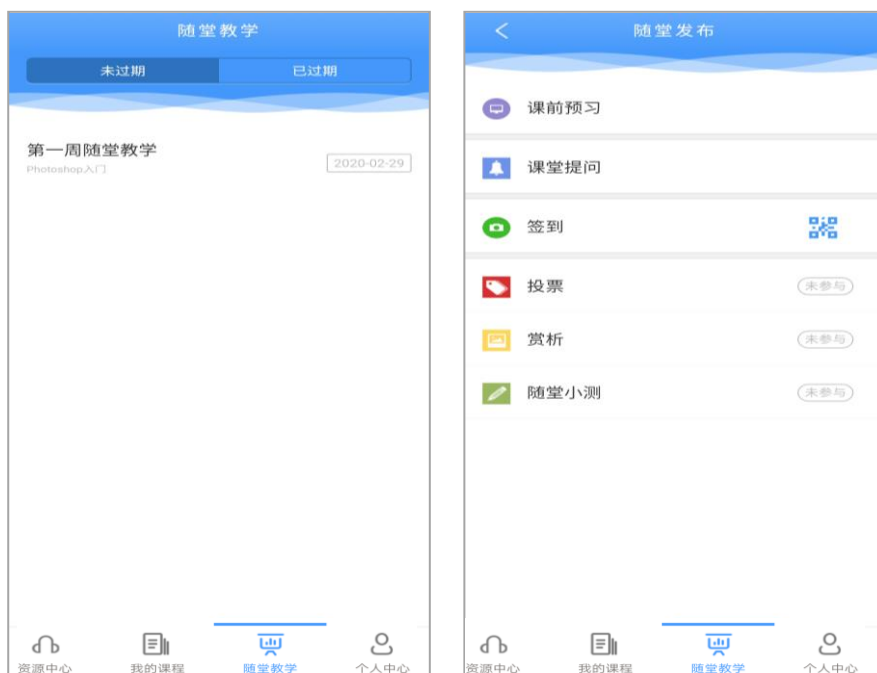 随堂教学
未过期 已过期
第一周随堂教学
Photoshop入门
2020-02-29
资源中心 我的课程 随堂教学 个人中心
随堂发布
课前预习
课堂提问
签到
投票 未参与
赏析 未参与
随堂小测 未参与
资源中心 我的课程 随堂教学 个人中心